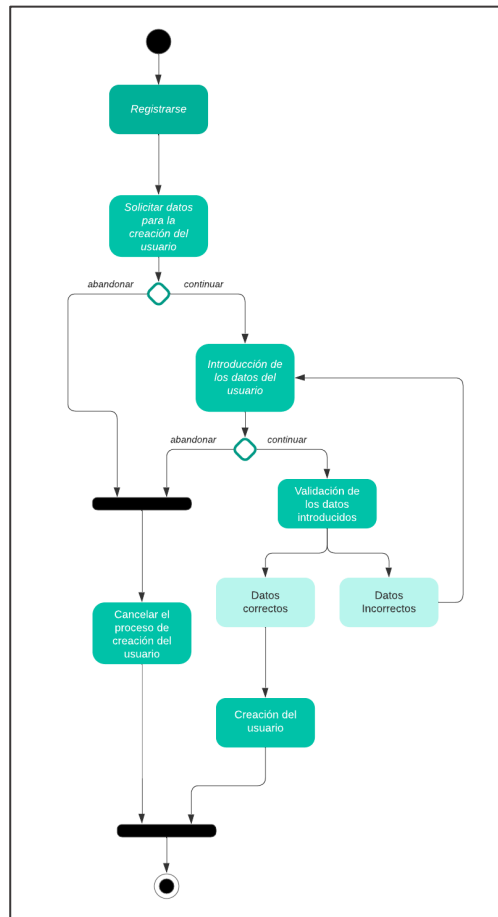 Registrarse
Solicitar datos
para la
creación del
usuario
abandonar
continuar
Introducción de
los datos del
usuario
abandonar
continuar
Validación de
los datos
introducidos
Datos
correctos
Datos
Incorrectos
Cancelar el
proceso de
creación del
usuario
Creación del
usuario